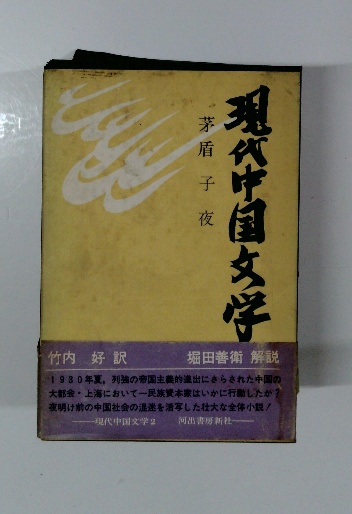 現代中国文学
茅盾 子夜
竹内 好 訳 堀田善衛 解説
1930年夏。列強の帝国主義的進出にさらされた中国の
大都会・上海において一民族資本家はいかに行動したか?
夜明け前の中国社会の混迷を活写した壮大な全体小説!
——現代中国文学2 河出書房新社——